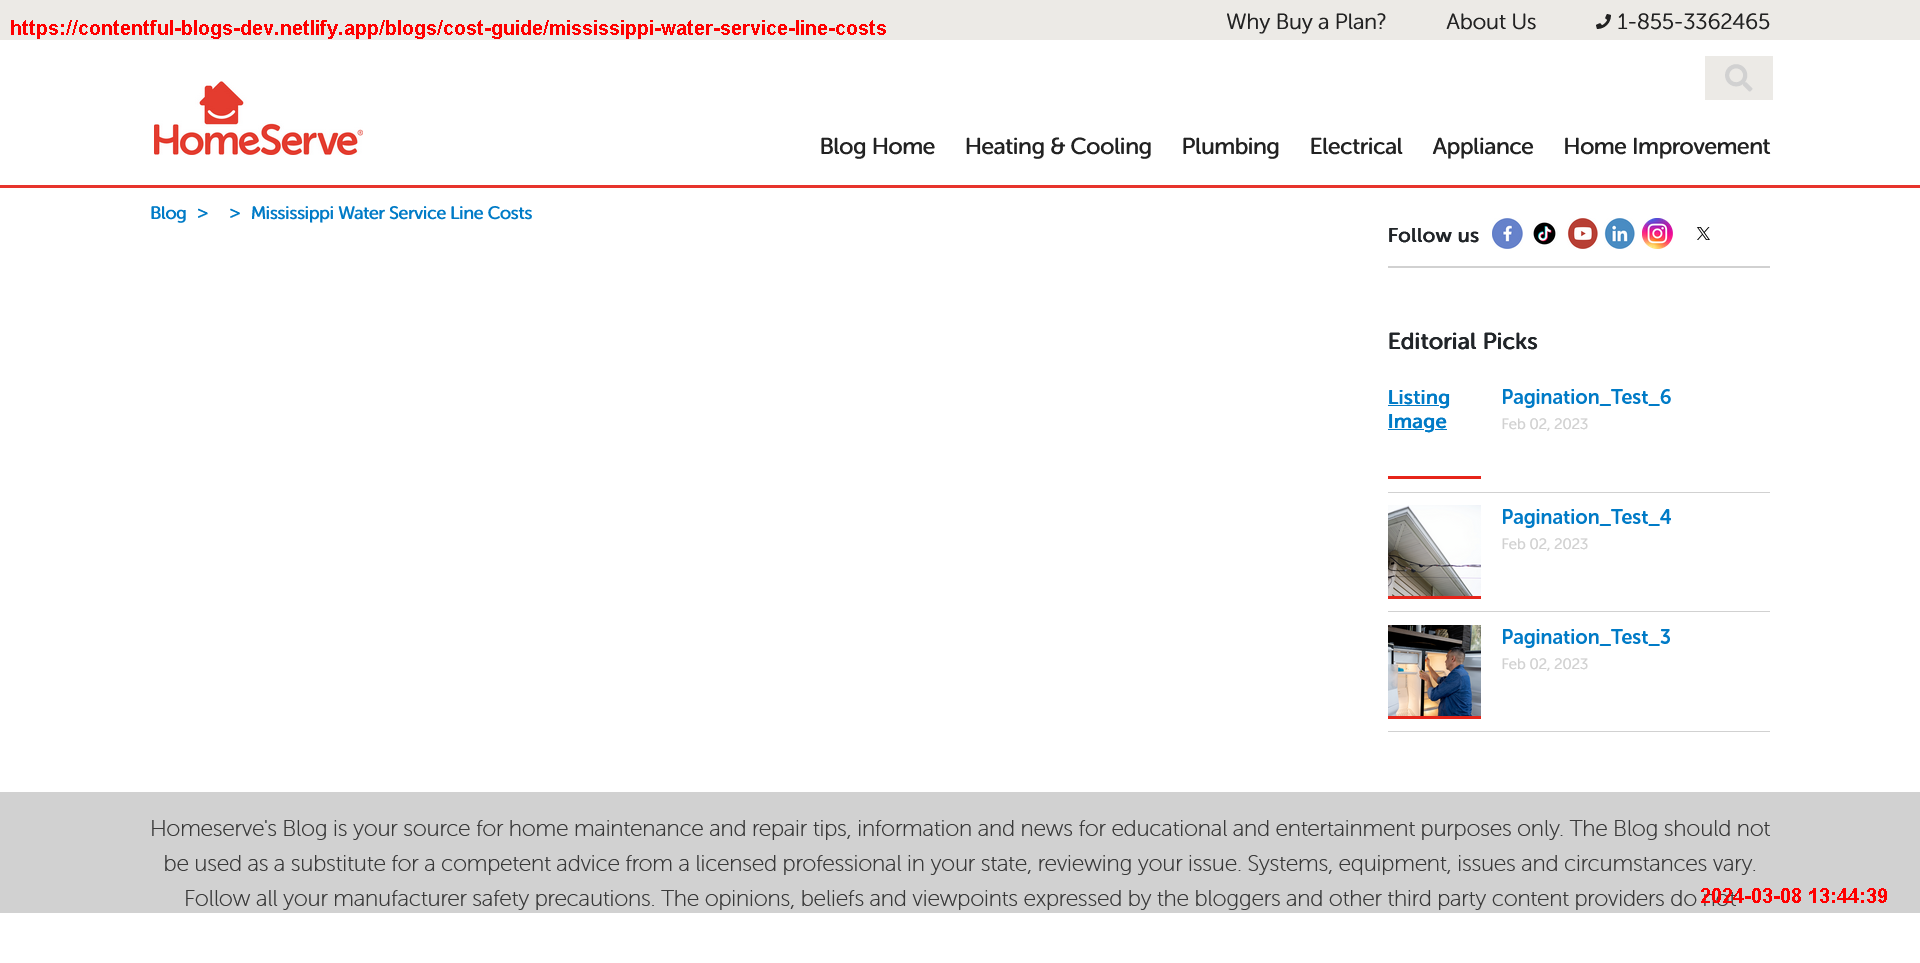 https://contentful-blogs-dev.netlify.app/blogs/cost-guide/mississippi-water-service-line-costs
Why Buy a Plan? About Us 1-855-3362465
HomeServe®
Blog Home Heating & Cooling Plumbing Electrical Appliance Home Improvement
Blog > > Mississippi Water Service Line Costs
Follow us
Editorial Picks
Listing Image
Pagination_Test_6
Feb 02, 2023
Pagination_Test_4
Feb 02, 2023
Pagination_Test_3
Feb 02, 2023
Homeserve's Blog is your source for home maintenance and repair tips, information and news for educational and entertainment purposes only. The Blog should not
be used as a substitute for a competent advice from a licensed professional in your state, reviewing your issue. Systems, equipment, issues and circumstances vary.
Follow all your manufacturer safety precautions. The opinions, beliefs and viewpoints expressed by the bloggers and other third party content providers do not
2024-03-08 13:44:39